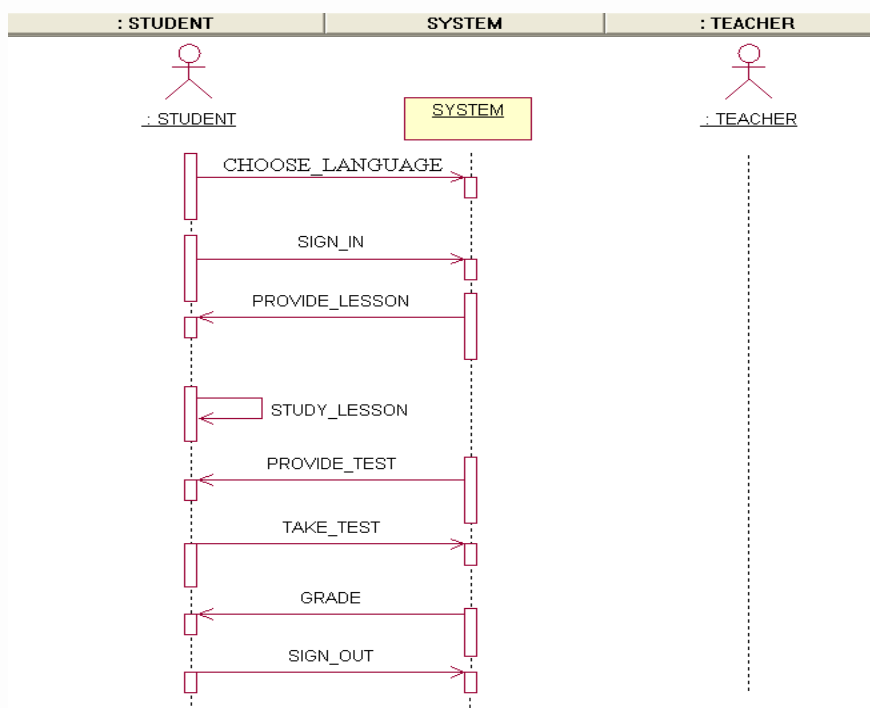 : STUDENT
SYSTEM
: TEACHER
SYSTEM
: STUDENT
: TEACHER
CHOOSE_LANGUAGE
SIGN_IN
PROVIDE_LESSON
STUDY_LESSON
PROVIDE_TEST
TAKE_TEST
GRADE
SIGN_OUT